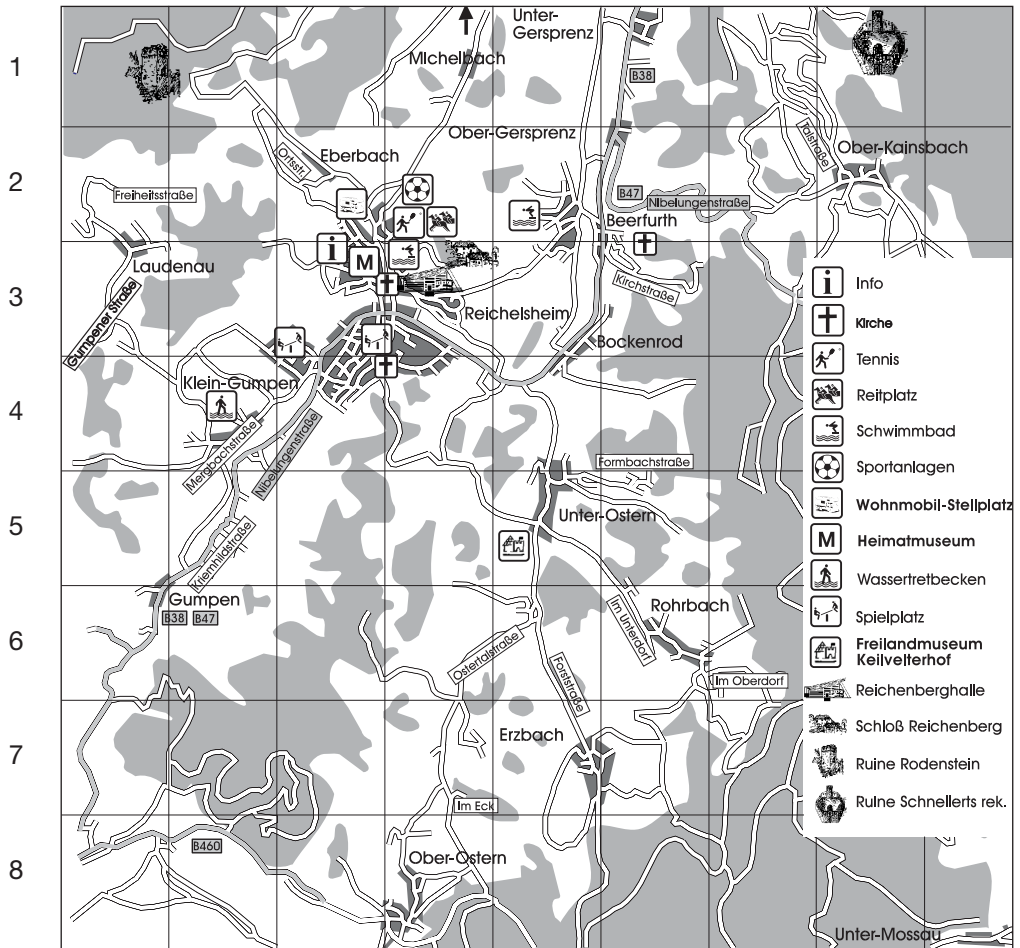 1
2
3
4
5
6
7
8
Unter-
Gersprenz
Michelbach
B38
Ober-Gersprenz
Talstraße
Ober-Kainsbach
Ortsstr.
Eberbach
Freiheitsstraße
B47
Nibelungenstraße
Beerfurth
i
M
Laudenau
Kirchstraße
Gumpener Straße
Reichelsheim
Bockenrod
Klein-Gumpen
Mergbachstraße
Nibelungenstraße
Formbachstraße
Unter-Ostern
Kriemhildstraße
Gumpen
B38 B47
Im Unterdorf
Rohrbach
Ostertalstraße
Forststraße
Im Oberdorf
Erzbach
Im Eck
B460
Ober-Ostern
Unter-Mossau
i Info
Kirche
Tennis
Reitplatz
Schwimmbad
Sportanlagen
Wohnmobil-Stellplatz
M Heimatmuseum
Wassertretbecken
Spielplatz
Freilandmuseum
Keilvelterhof
Reichenberghalle
Schloß Reichenberg
Ruine Rodenstein
Ruine Schnellerts rek.